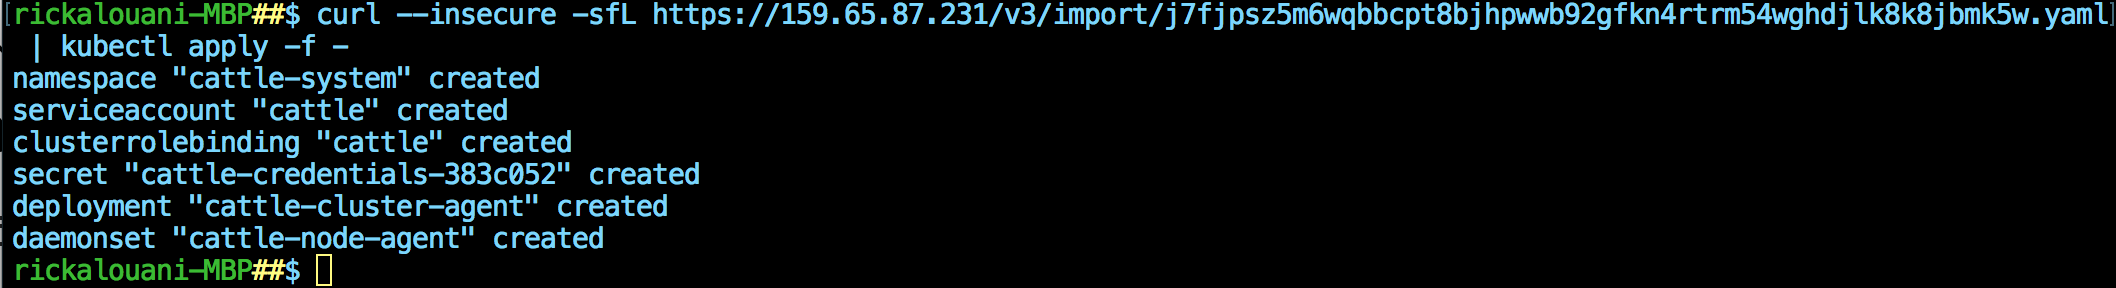 rickalouani-MBP##$ curl --insecure -sfL https://159.65.87.231/v3/import/j7fjpsz5m6wqbbcpt8bjhpwwb92gfkn4rtrm54wghdjlk8k8jbmk5w.yaml
| kubectl apply -f -
namespace "cattle-system" created
serviceaccount "cattle" created
clusterrolebinding "cattle" created
secret "cattle-credentials-383c052" created
deployment "cattle-cluster-agent" created
daemonset "cattle-node-agent" created
rickalouani-MBP##$